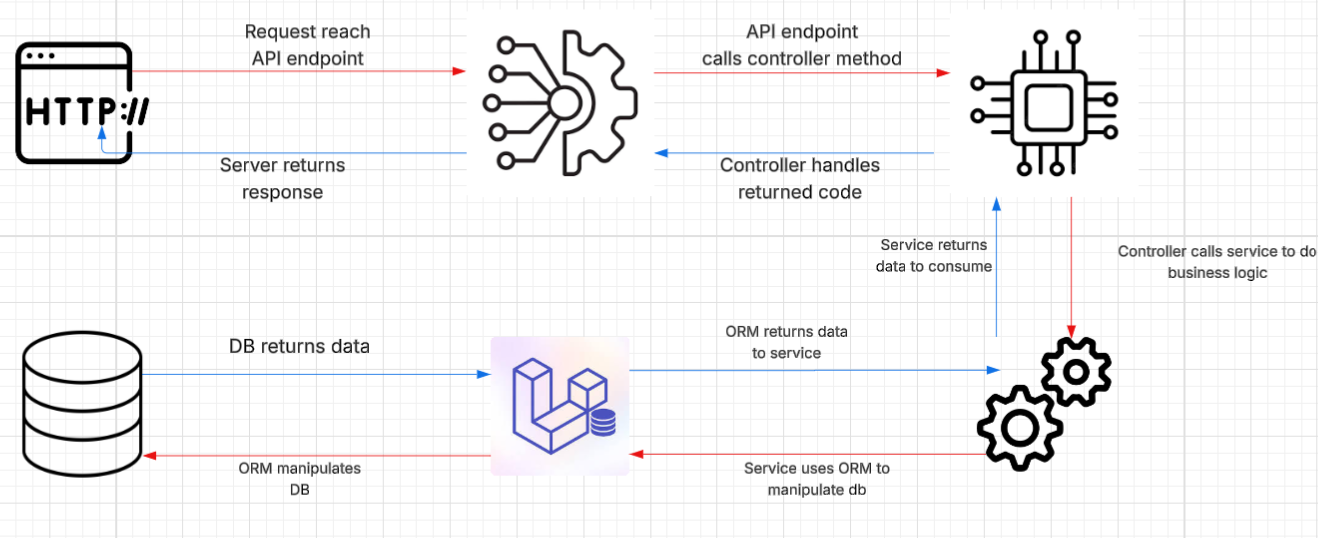 Request reach
API endpoint
API endpoint
calls controller method
HTTP://
Server returns
response
Controller handles
returned code
Service returns
data to consume
Controller calls service to do
business logic
DB returns data
ORM returns data
to service
ORM manipulates
DB
Service uses ORM to
manipulate db